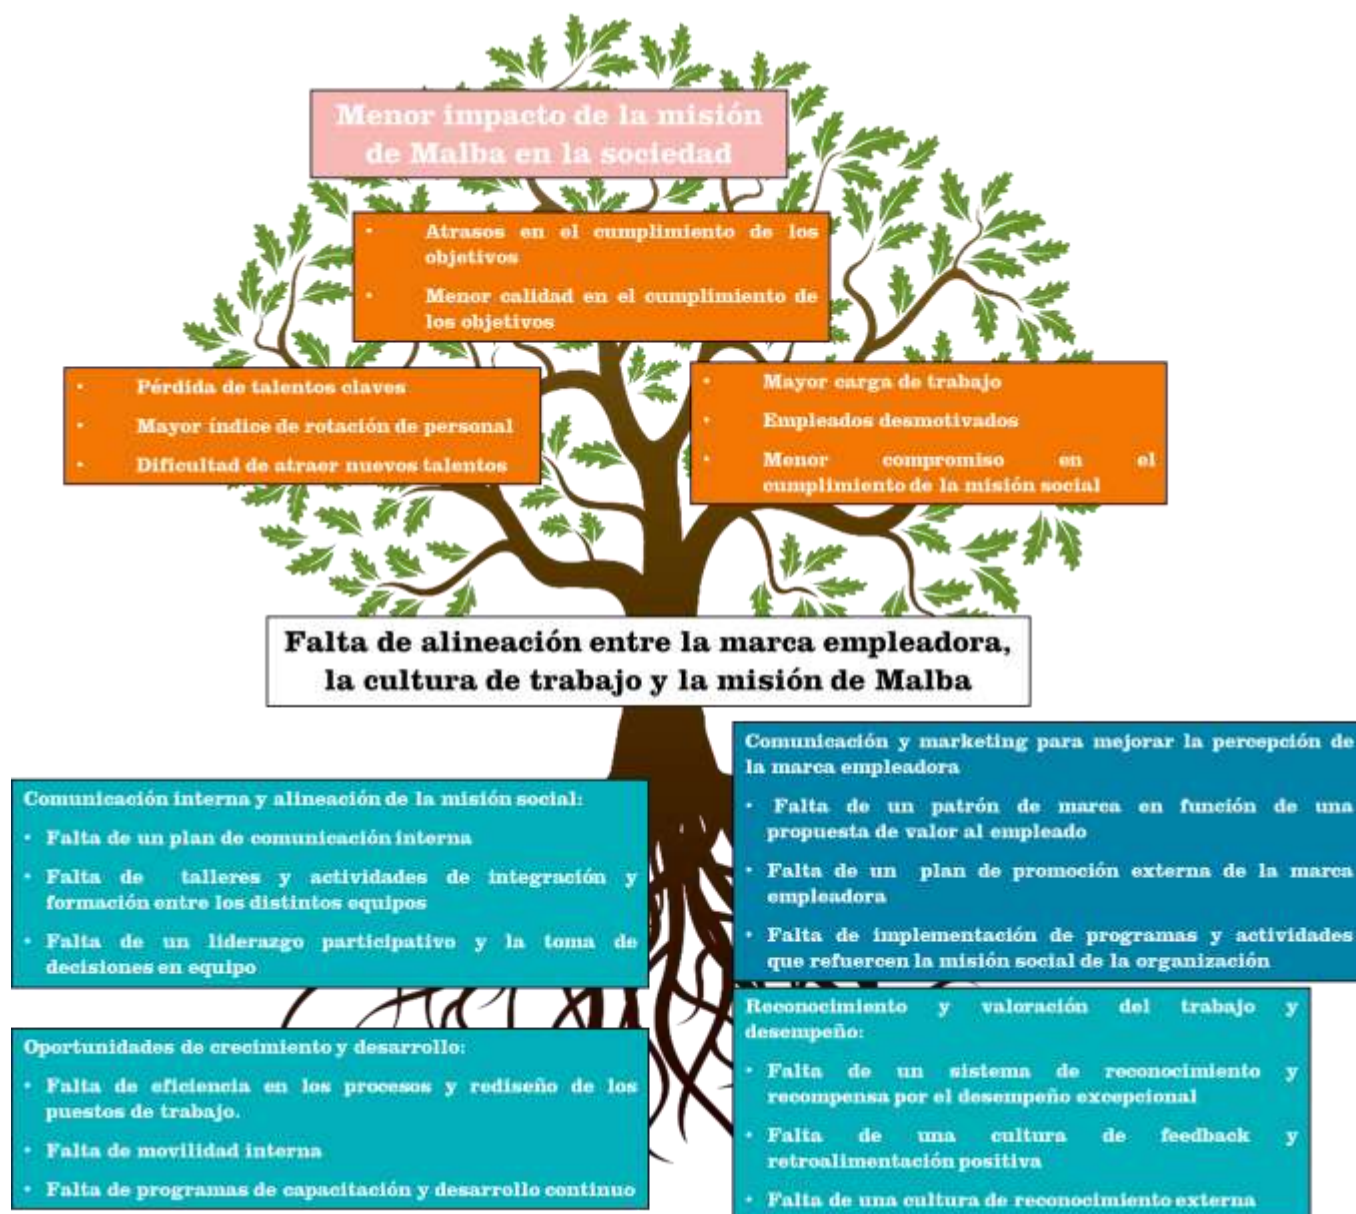 Menor impacto de la misión
de Malba en la sociedad
• Atrasos en el cumplimiento de los
objetivos
• Menor calidad en el cumplimiento de
los objetivos
• Pérdida de talentos claves
• Mayor índice de rotación de personal
• Dificultad de atraer nuevos talentos
• Mayor carga de trabajo
• Empleados desmotivados
• Menor compromiso en el
cumplimiento de la misión social
Falta de alineación entre la marca empleadora,
la cultura de trabajo y la misión de Malba
Comunicación interna y alineación de la misión social:
• Falta de un plan de comunicación interna
• Falta de talleres y actividades de integración y
formación entre los distintos equipos
• Falta de un liderazgo participativo y la toma de
decisiones en equipo
Comunicación y marketing para mejorar la percepción de
la marca empleadora
• Falta de un patrón de marca en función de una
propuesta de valor al empleado
• Falta de un plan de promoción externa de la marca
empleadora
• Falta de implementación de programas y actividades
que refuercen la misión social de la organización
Oportunidades de crecimiento y desarrollo:
• Falta de eficiencia en los procesos y rediseño de los
puestos de trabajo.
• Falta de movilidad interna
• Falta de programas de capacitación y desarrollo continuo
Reconocimiento y valoración del trabajo y
desempeño:
• Falta de un sistema de reconocimiento y
recompensa por el desempeño excepcional
• Falta de una cultura de feedback y
retroalimentación positiva
• Falta de una cultura de reconocimiento externa